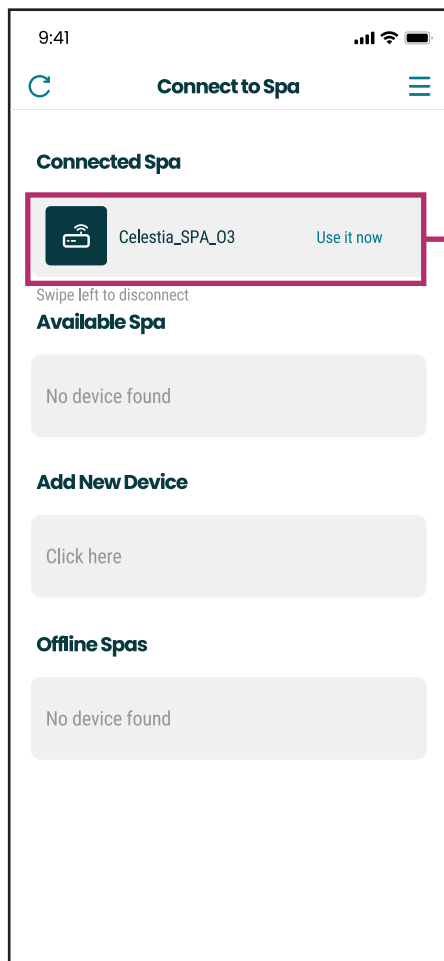 9:41
Connect to Spa
Connected Spa
Celestia_SPA_03 Use it now
Swipe left to disconnect
Available Spa
No device found
Add New Device
Click here
Offline Spas
No device found